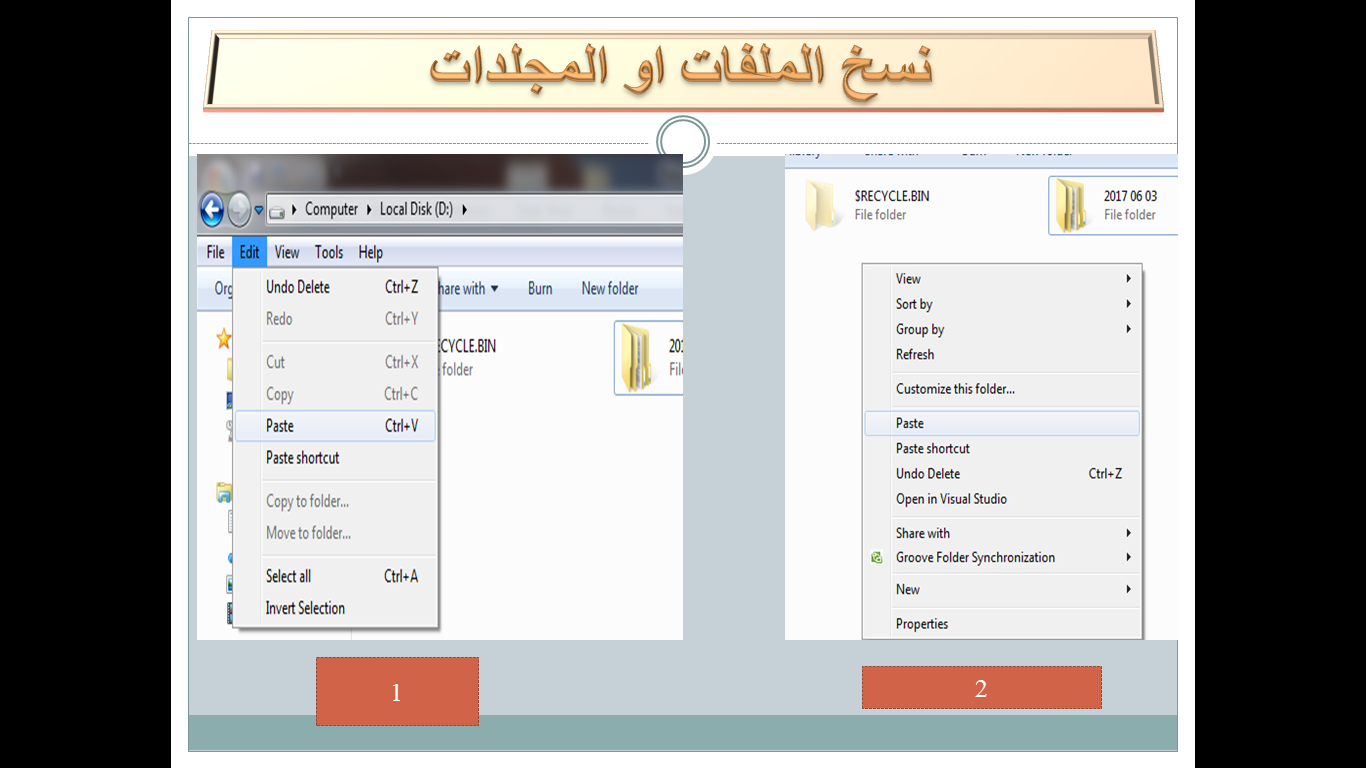 نسخ الملفات او المجلدات
Computer Local Disk (D:)
File Edit View Tools Help
Share with Burn New folder
Undo Delete Ctrl+Z
Redo Ctrl+Y
Cut Ctrl+X
Copy Ctrl+C
Paste Ctrl+V
Paste shortcut
Copy to folder...
Move to folder...
Select all Ctrl+A
Invert Selection
ECYCLE.BIN
folder
1
$RECYCLE.BIN
File folder
2017 06 03
File folder
View
Sort by
Group by
Refresh
Customize this folder...
Paste
Paste shortcut
Undo Delete Ctrl+Z
Open in Visual Studio
Share with
Groove Folder Synchronization
New
Properties
2